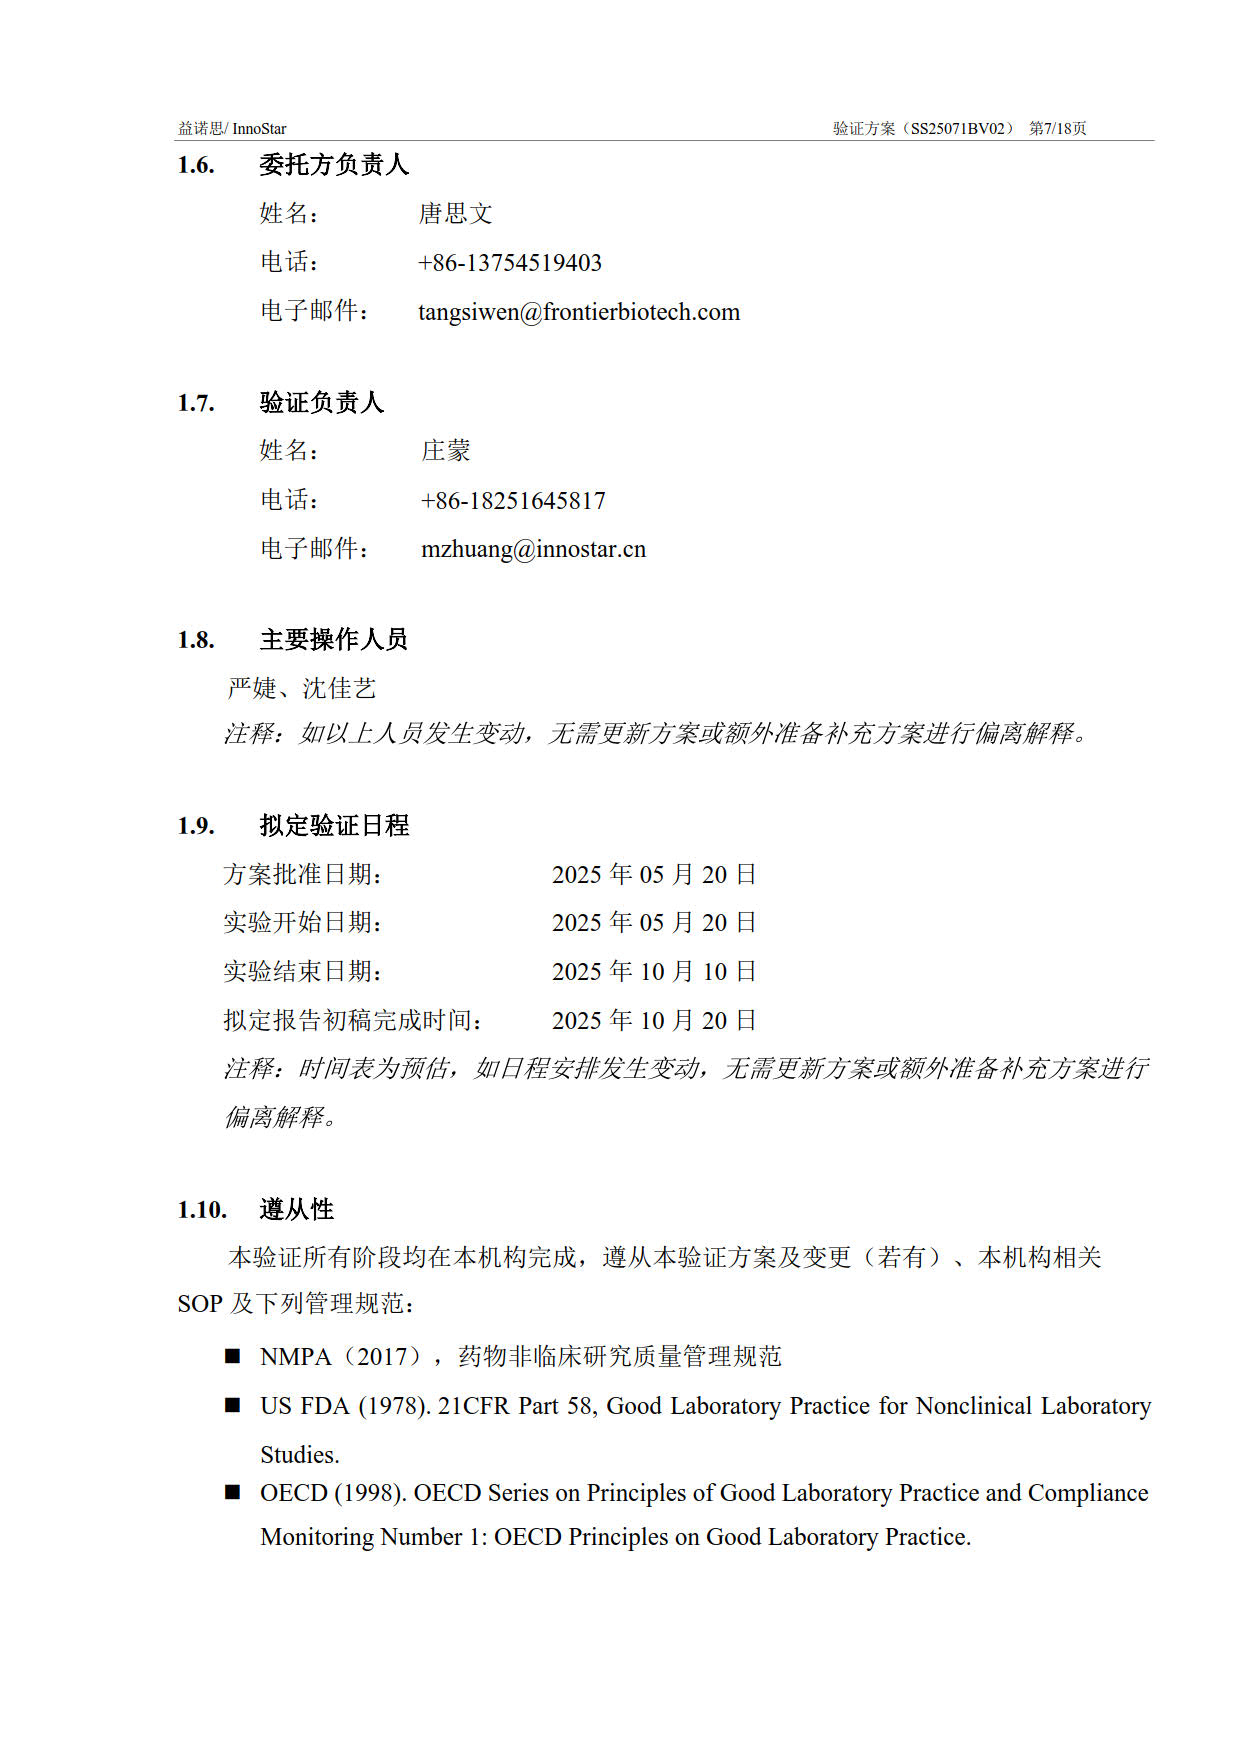 益诺思/ InnoStar 验证方案（SS25071BV02） 第7/18页
1.6. 委托方负责人
姓名： 唐思文
电话： +86-13754519403
电子邮件： tangsiwen@frontierbiotech.com
1.7. 验证负责人
姓名： 庄蒙
电话： +86-18251645817
电子邮件： mzhuang@innostar.cn
1.8. 主要操作人员
严婕、沈佳艺
注释：如以上人员发生变动，无需更新方案或额外准备补充方案进行偏离解释。
1.9. 拟定验证日程
方案批准日期： 2025 年 05 月 20 日
实验开始日期： 2025 年 05 月 20 日
实验结束日期： 2025 年 10 月 10 日
拟定报告初稿完成时间： 2025 年 10 月 20 日
注释：时间表为预估，如日程安排发生变动，无需更新方案或额外准备补充方案进行
偏离解释。
1.10. 遵从性
本验证所有阶段均在本机构完成，遵从本验证方案及变更（若有）、本机构相关
SOP 及下列管理规范：
■ NMPA（2017），药物非临床研究质量管理规范
■ US FDA (1978). 21CFR Part 58, Good Laboratory Practice for Nonclinical Laboratory
Studies.
■ OECD (1998). OECD Series on Principles of Good Laboratory Practice and Compliance
Monitoring Number 1: OECD Principles on Good Laboratory Practice.